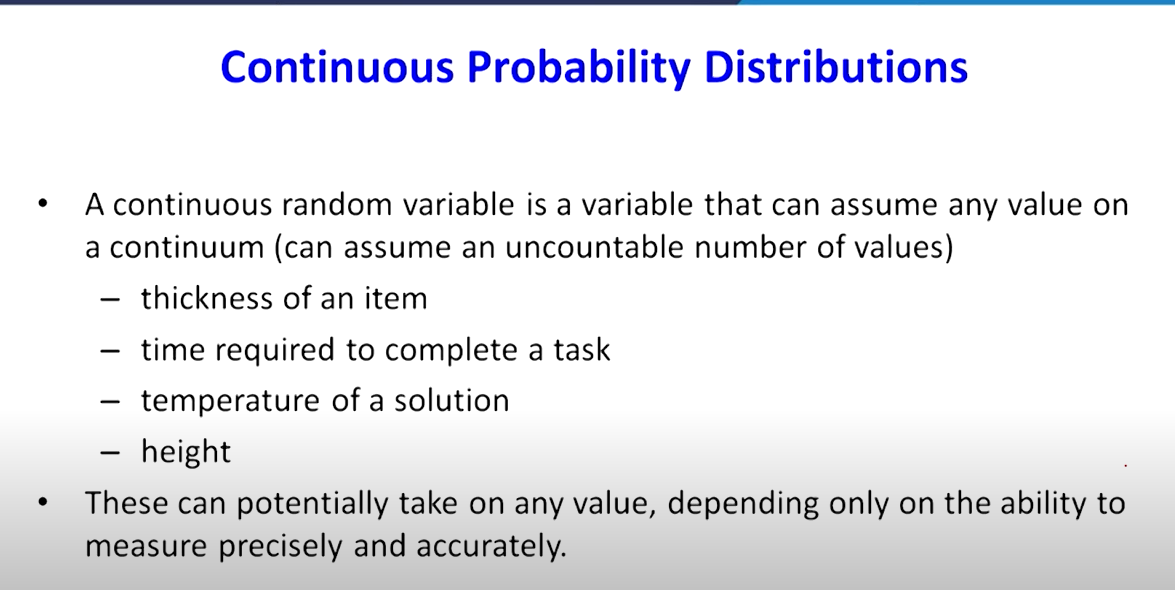 Continuous Probability Distributions
• A continuous random variable is a variable that can assume any value on
a continuum (can assume an uncountable number of values)
– thickness of an item
– time required to complete a task
– temperature of a solution
– height
• These can potentially take on any value, depending only on the ability to
measure precisely and accurately.